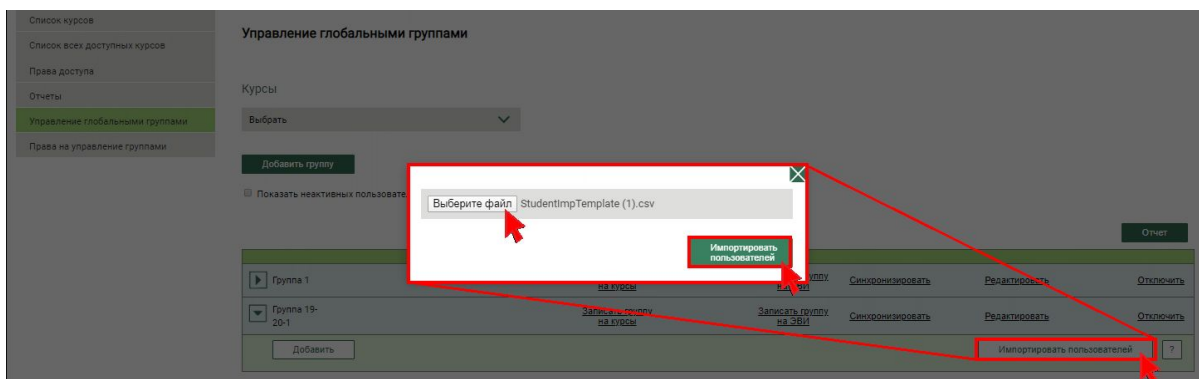 Список курсов
Список всех доступных курсов
Права доступа
Отчеты
Управление глобальными группами
Права на управление группами
Управление глобальными группами
Курсы
Выбрать
Добавить группу
Показать неактивных пользовате
Выберите файл StudentImpTemplate (1).csv
Импортировать
пользователей
Отчет
Группа 1
на курсы
уппу
на ЭВИ
Синхронизировать
Редактировать
Отключить
Группа 19-
20-1
Записать группу
на курсы
Записать группу
на ЭВИ
Синхронизировать
Редактировать
Отключить
Добавить
Импортировать пользователей
?